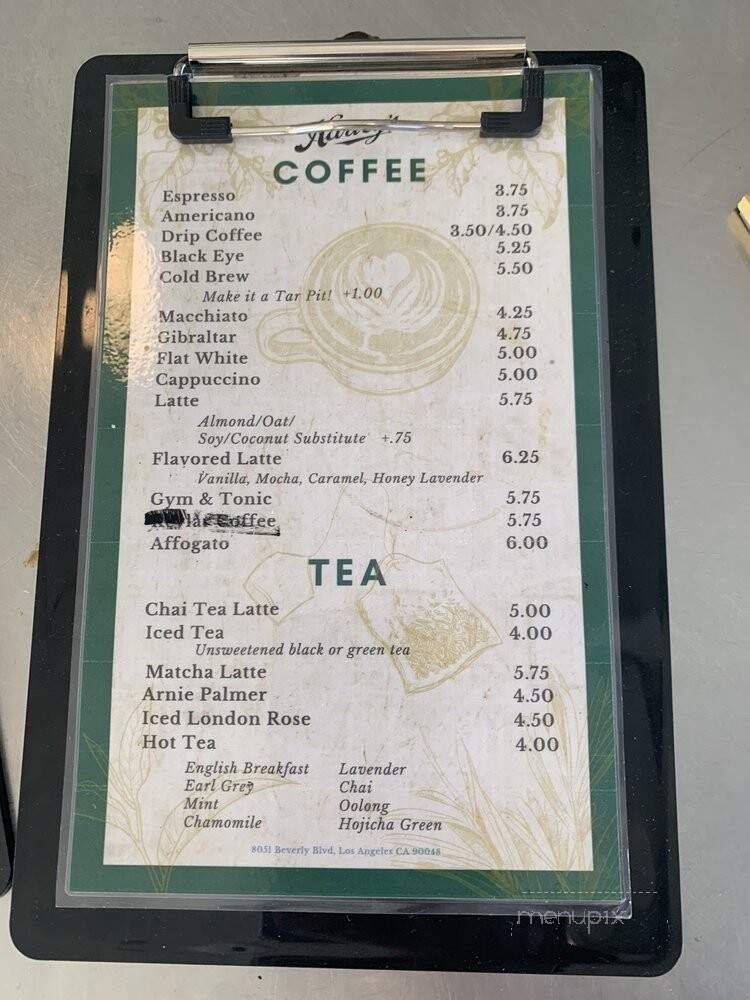 COFFEE
Espresso 3.75
Americano 3.75
Drip Coffee 3.50/4.50
Black Eye 5.25
Cold Brew 5.50
Make it a Tar Pit! +1.00
Macchiato 4.25
Gibraltar 4.75
Flat White 5.00
Cappuccino 5.00
Latte 5.75
Almond/Oat/
Soy/Coconut Substitute +.75
Flavored Latte 6.25
Vanilla, Mocha, Caramel, Honey Lavender
Gym & Tonic 5.75
Coffee 5.75
Affogato 6.00
TEA
Chai Tea Latte 5.00
Iced Tea 4.00
Unsweetened black or green tea
Matcha Latte 5.75
Arnie Palmer 4.50
Iced London Rose 4.50
Hot Tea 4.00
English Breakfast Lavender
Earl Grey Chai
Mint Oolong
Chamomile Hojicha Green
8051 Beverly Blvd, Los Angeles CA 90048
menupix